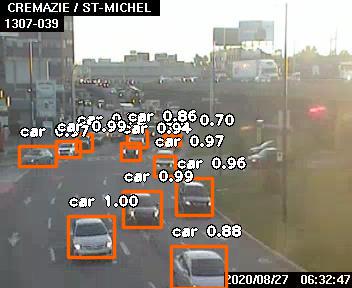 CREMAZIE / ST-MICHEL
1307-039
car 0.86
0.70
car 0.99
0.94
car 0.97
car 0.96
car 0.99
car 1.00
car 0.88
2020/08/27 06:32:47